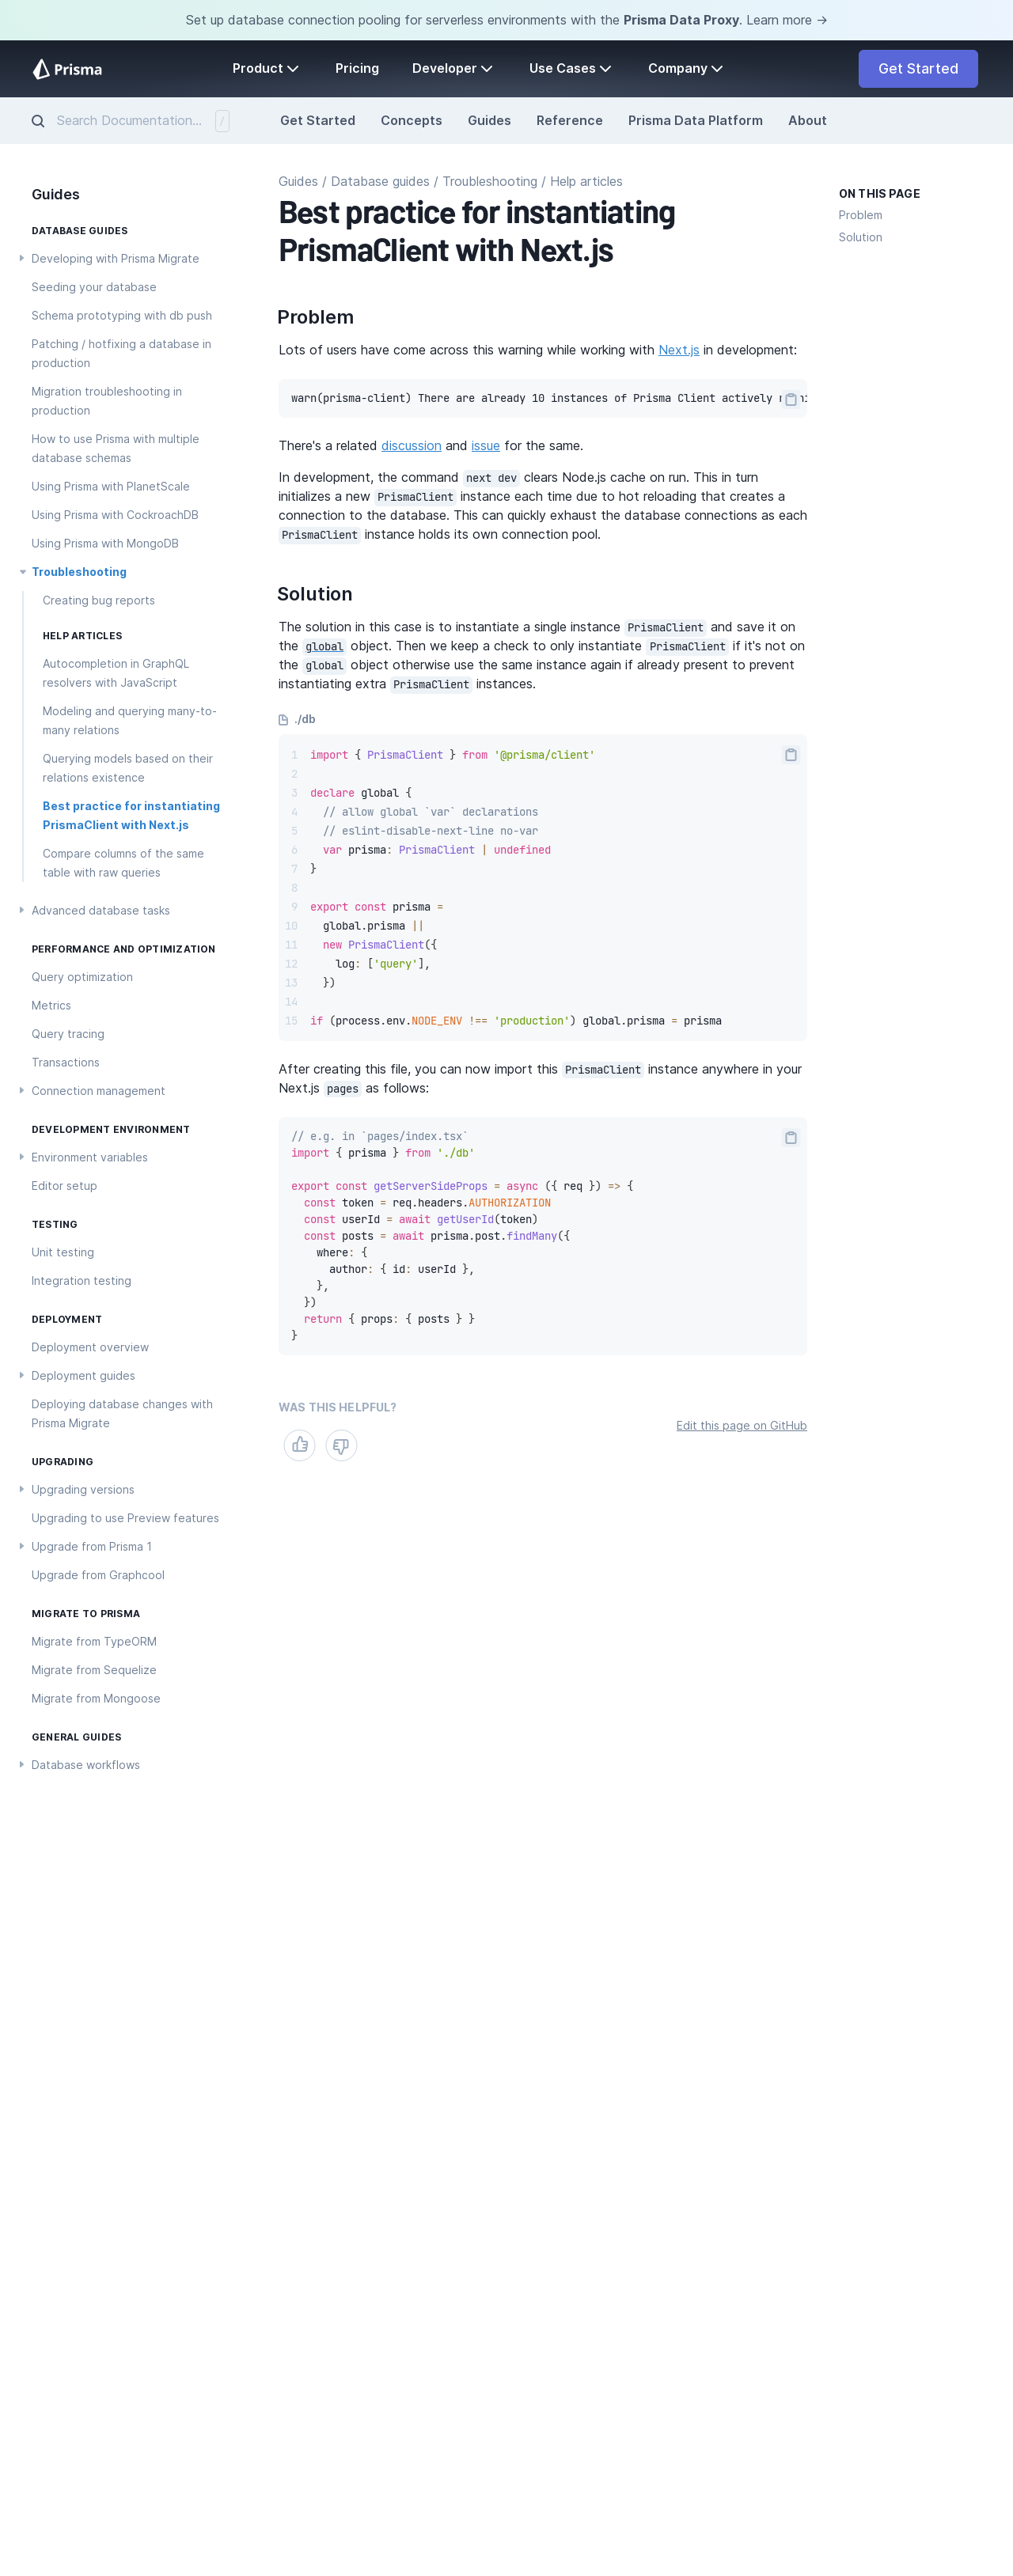 Set up database connection pooling for serverless environments with the Prisma Data Proxy. Learn more →
Prisma
Product
Pricing
Developer
Use Cases
Company
Get Started
Search Documentation...
/
Get Started
Concepts
Guides
Reference
Prisma Data Platform
About
Guides
DATABASE GUIDES
Developing with Prisma Migrate
Seeding your database
Schema prototyping with db push
Patching / hotfixing a database in
production
Migration troubleshooting in
production
How to use Prisma with multiple
database schemas
Using Prisma with PlanetScale
Using Prisma with CockroachDB
Using Prisma with MongoDB
Troubleshooting
Creating bug reports
HELP ARTICLES
Autocompletion in GraphQL
resolvers with JavaScript
Modeling and querying many-to-
many relations
Querying models based on their
relations existence
Best practice for instantiating
PrismaClient with Next.js
Compare columns of the same
table with raw queries
Advanced database tasks
PERFORMANCE AND OPTIMIZATION
Query optimization
Metrics
Query tracing
Transactions
Connection management
DEVELOPMENT ENVIRONMENT
Environment variables
Editor setup
TESTING
Unit testing
Integration testing
DEPLOYMENT
Deployment overview
Deployment guides
Deploying database changes with
Prisma Migrate
UPGRADING
Upgrading versions
Upgrading to use Preview features
Upgrade from Prisma 1
Upgrade from Graphcool
MIGRATE TO PRISMA
Migrate from TypeORM
Migrate from Sequelize
Migrate from Mongoose
GENERAL GUIDES
Database workflows
Guides / Database guides / Troubleshooting / Help articles
Best practice for instantiating
PrismaClient with Next.js
Problem
Lots of users have come across this warning while working with Next.js in development:
warn(prisma-client) There are already 10 instances of Prisma Client actively
There's a related discussion and issue for the same.
In development, the command next dev clears Node.js cache on run. This in turn
initializes a new PrismaClient instance each time due to hot reloading that creates a
connection to the database. This can quickly exhaust the database connections as each
PrismaClient instance holds its own connection pool.
Solution
The solution in this case is to instantiate a single instance PrismaClient and save it on
the global object. Then we keep a check to only instantiate PrismaClient if it's not on
the global object otherwise use the same instance again if already present to prevent
instantiating extra PrismaClient instances.
./db
1 import { PrismaClient } from '@prisma/client'
2
3 declare global {
4   // allow global `var` declarations
5   // eslint-disable-next-line no-var
6   var prisma: PrismaClient | undefined
7 }
8
9 export const prisma =
10   global.prisma ||
11   new PrismaClient({
12     log: ['query'],
13   })
14
15 if (process.env.NODE_ENV !== 'production') global.prisma = prisma
After creating this file, you can now import this PrismaClient instance anywhere in your
Next.js pages as follows:
// e.g. in `pages/index.tsx`
import { prisma } from './db'
export const getServerSideProps = async ({ req }) => {
  const token = req.headers.AUTHORIZATION
  const userId = await getUserId(token)
  const posts = await prisma.post.findMany({
    where: {
      author: { id: userId },
    },
  })
  return { props: { posts } }
}
WAS THIS HELPFUL?
Edit this page on GitHub
ON THIS PAGE
Problem
Solution